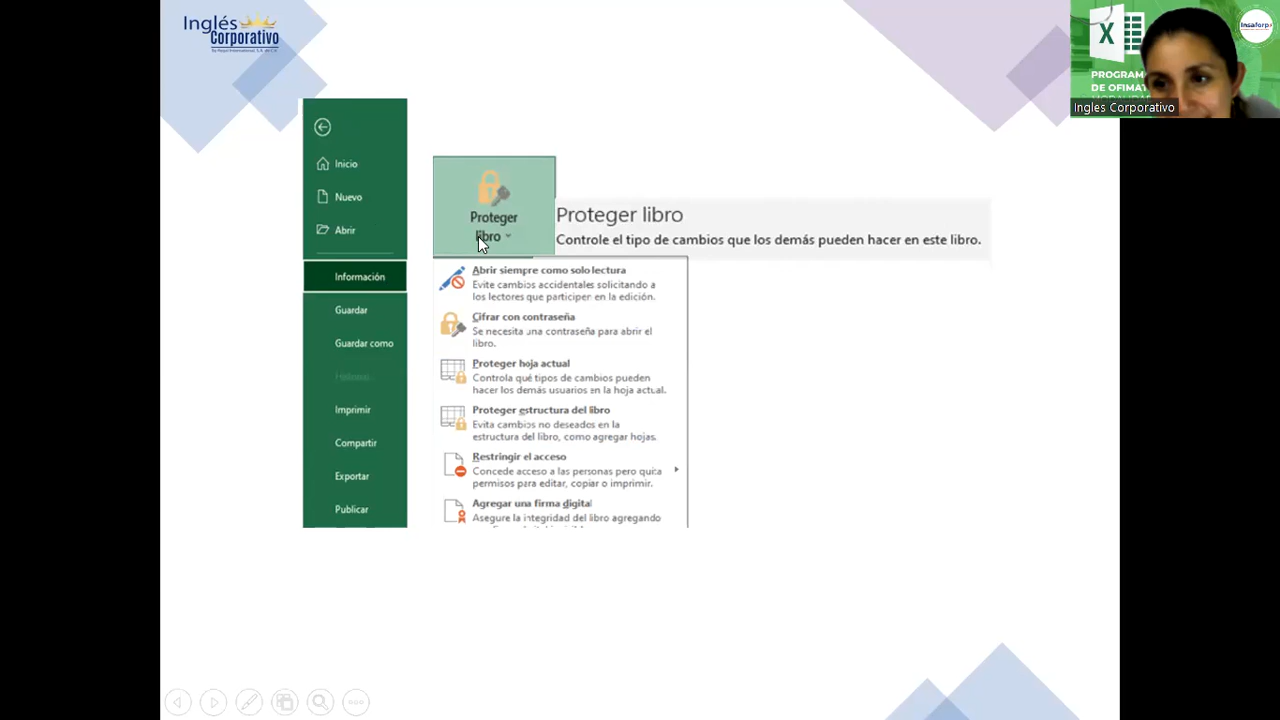 Inglés
Corporativo
X
Insaforp
PROGRAM
DE OFIMAT
Ingles Corporativo
Inicio
Nuevo
Abrir
Información
Guardar
Guardar como
Historial
Imprimir
Compartir
Exportar
Publicar
Proteger
libro
Proteger libro
Controle el tipo de cambios que los demás pueden hacer en este libro.
Abrir siempre como solo lectura
Evite cambios accidentales solicitando a
los lectores que participen en la edición.
Cifrar con contraseña
Se necesita una contraseña para abrir el
libro.
Proteger hoja actual
Controla qué tipos de cambios pueden
hacer los demás usuarios en la hoja actual.
Proteger estructura del libro
Evita cambios no deseados en la
estructura del libro, como agregar hojas.
Restringir el acceso
Concede acceso a las personas pero quita
permisos para editar, copiar o imprimir.
Agregar una firma digital
Asegure la integridad del libro agregando